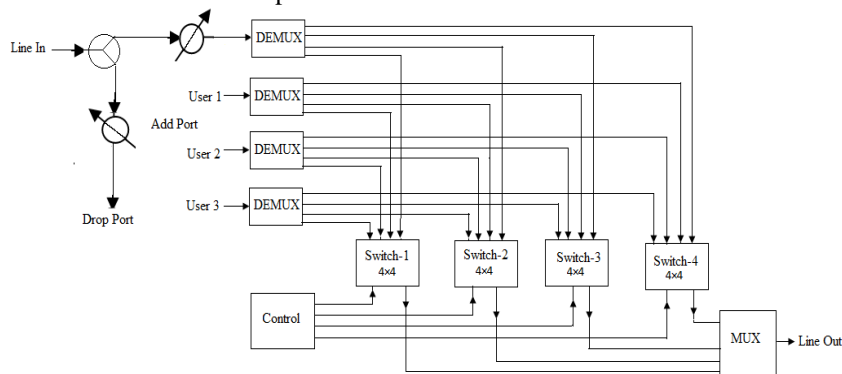 Line In
DEMUX
User 1
DEMUX
Add Port
User 2
DEMUX
User 3
DEMUX
Drop Port
Switch-1
4×4
Switch-2
4×4
Switch-3
4×4
Switch-4
4×4
Control
MUX
Line Out